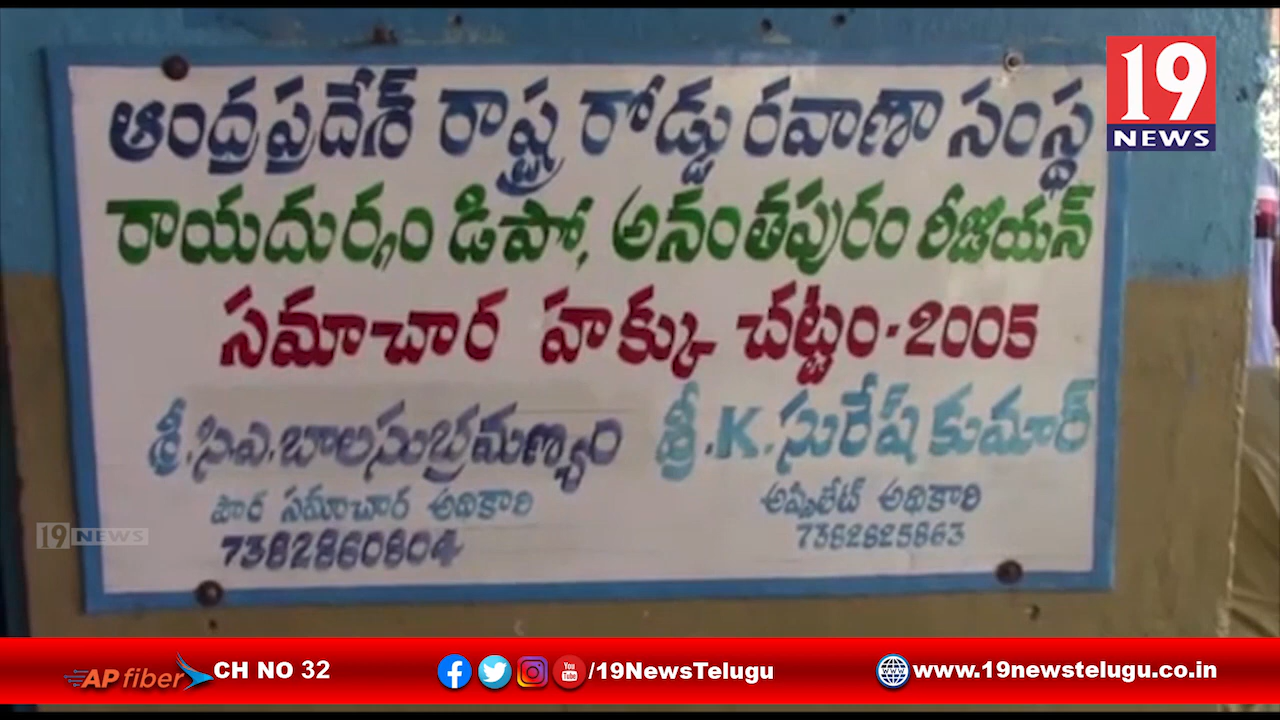 19
NEWS
ఆంధ్రప్రదేశ్ రాష్ట్ర రోడ్డు రవాణా సంస్థ
రాయదుర్గం డిపో, అనంతపురం రీజియన్
సమాచార హక్కు చట్టం-2005
శ్రీ.సి.ఎ.బాలసుబ్రమణ్యం
శ్రీ.K.సురేష్ కుమార్
పౌర సమాచార అధికారి
అప్పిలేట్ అధికారి
7382860804
7382825863
19 NEWS
AP fiber CH NO 32
/19NewsTelugu
www.19newstelugu.co.in